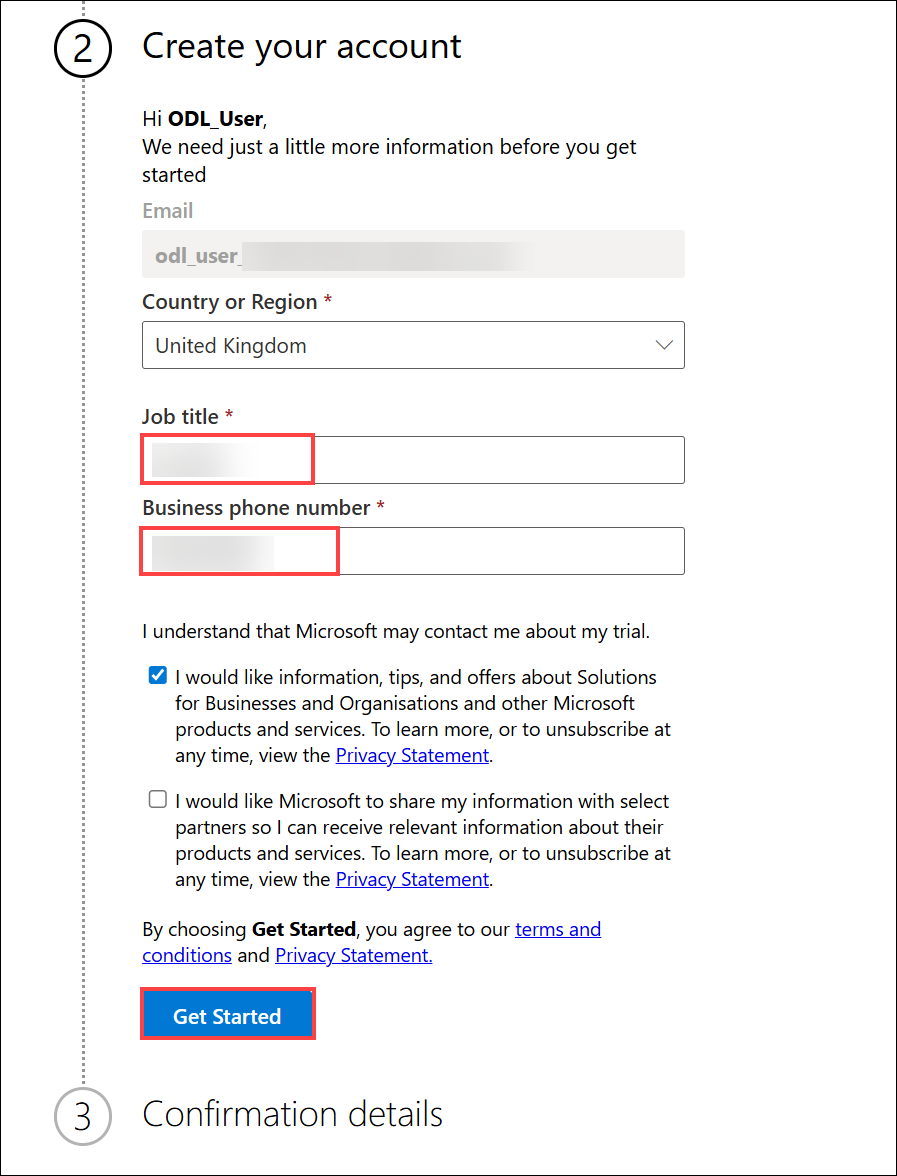 2
Create your account
Hi ODL_User,
We need just a little more information before you get
started
Email
odl_user_
Country or Region *
United Kingdom
Job title *
Business phone number *
I understand that Microsoft may contact me about my trial.
I would like information, tips, and offers about Solutions
for Businesses and Organisations and other Microsoft
products and services. To learn more, or to unsubscribe at
any time, view the Privacy Statement.
I would like Microsoft to share my information with select
partners so I can receive relevant information about their
products and services. To learn more, or to unsubscribe at
any time, view the Privacy Statement.
By choosing Get Started, you agree to our terms and
conditions and Privacy Statement.
Get Started
3
Confirmation details